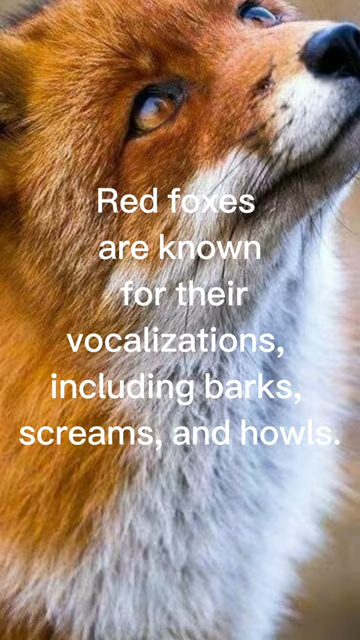 Red foxes
are known
for their
vocalizations,
including barks,
screams, and howls.